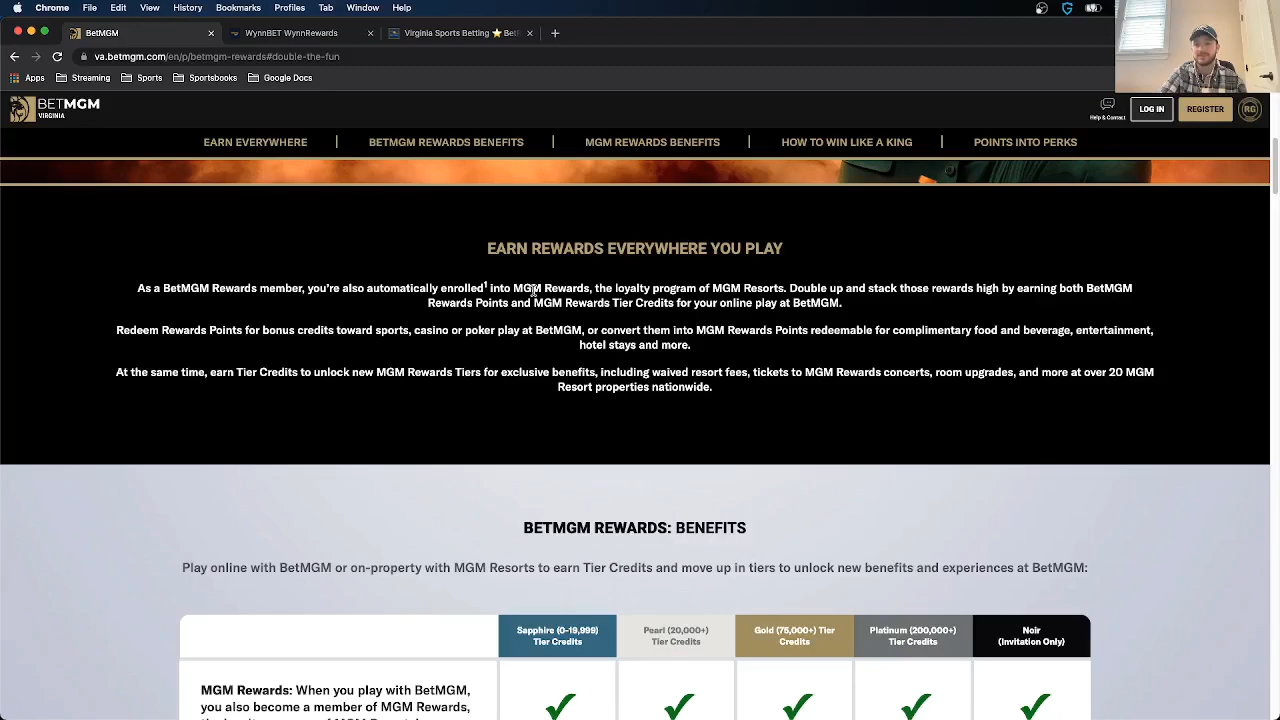 Chrome File Edit View History Bookmarks Profiles Tab Window Help
BetMGM
WynnBET WynnRewards
va.betmgm.com/en/p/betmgm-rewards#double-the-fun
Apps Streaming Sports Sportsbooks Google Docs
BETMGM
VIRGINIA
Help & Contact
LOG IN
REGISTER
RG
EARN EVERYWHERE | BETMGM REWARDS BENEFITS | MGM REWARDS BENEFITS | HOW TO WIN LIKE A KING | POINTS INTO PERKS
EARN REWARDS EVERYWHERE YOU PLAY
As a BetMGM Rewards member, you're also automatically enrolled1 into MGM Rewards, the loyalty program of MGM Resorts. Double up and stack those rewards high by earning both BetMGM
Rewards Points and MGM Rewards Tier Credits for your online play at BetMGM.
Redeem Rewards Points for bonus credits toward sports, casino or poker play at BetMGM, or convert them into MGM Rewards Points redeemable for complimentary food and beverage, entertainment,
hotel stays and more.
At the same time, earn Tier Credits to unlock new MGM Rewards Tiers for exclusive benefits, including waived resort fees, tickets to MGM Rewards concerts, room upgrades, and more at over 20 MGM
Resort properties nationwide.
BETMGM REWARDS: BENEFITS
Play online with BetMGM or on-property with MGM Resorts to earn Tier Credits and move up in tiers to unlock new benefits and experiences at BetMGM:
Sapphire (0-19,999)
Tier Credits
Pearl (20,000+)
Tier Credits
Gold (75,000+) Tier
Credits
Platinum (200,000+)
Tier Credits
Noir
(Invitation Only)
MGM Rewards: When you play with BetMGM,
you also become a member of MGM Rewards,